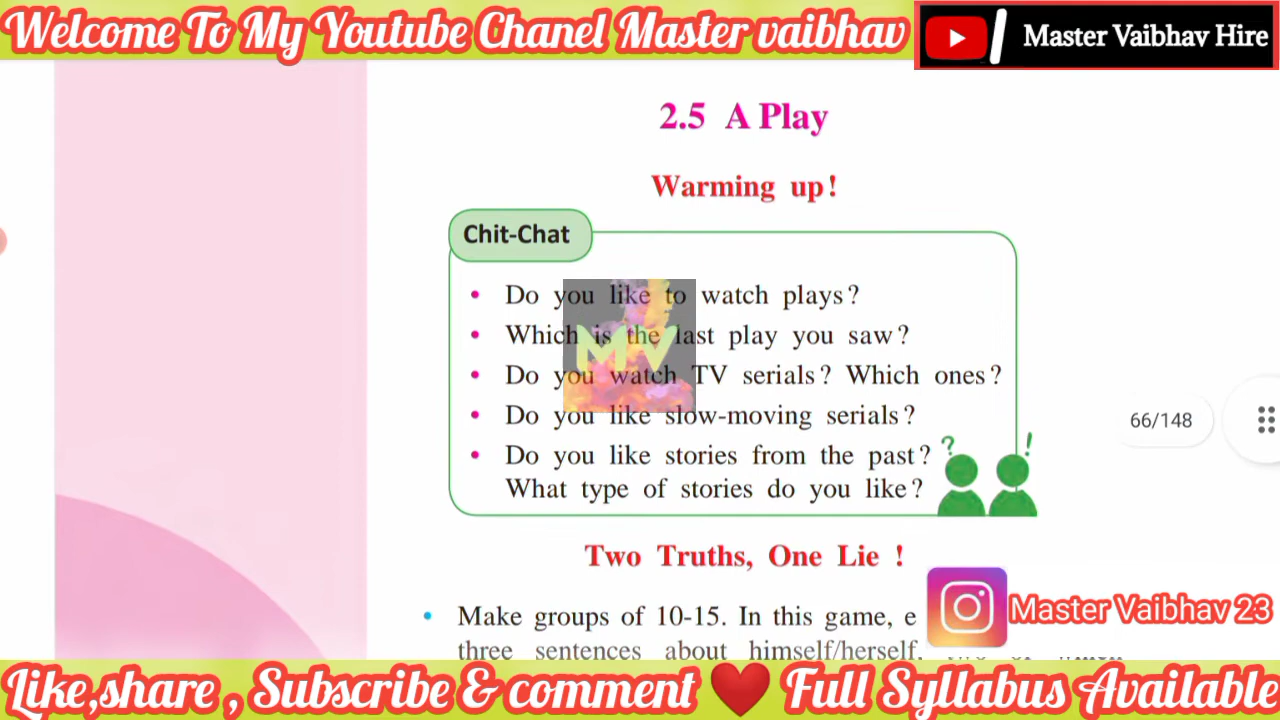 Welcome To My Youtube Chanel Master vaibhav
Master Vaibhav Hire
2.5 A Play
Warming up!
Chit-Chat
• Do you like to watch plays?
• Which is the last play you saw?
• Do you watch TV serials? Which ones?
• Do you like slow-moving serials?
• Do you like stories from the past?
What type of stories do you like?
? !
MV
66/148
Two Truths, One Lie !
• Make groups of 10-15. In this game, e
three sentences about himself/herself,
Master Vaibhav 23
Like,share , Subscribe & comment ❤️ Full Syllabus Available